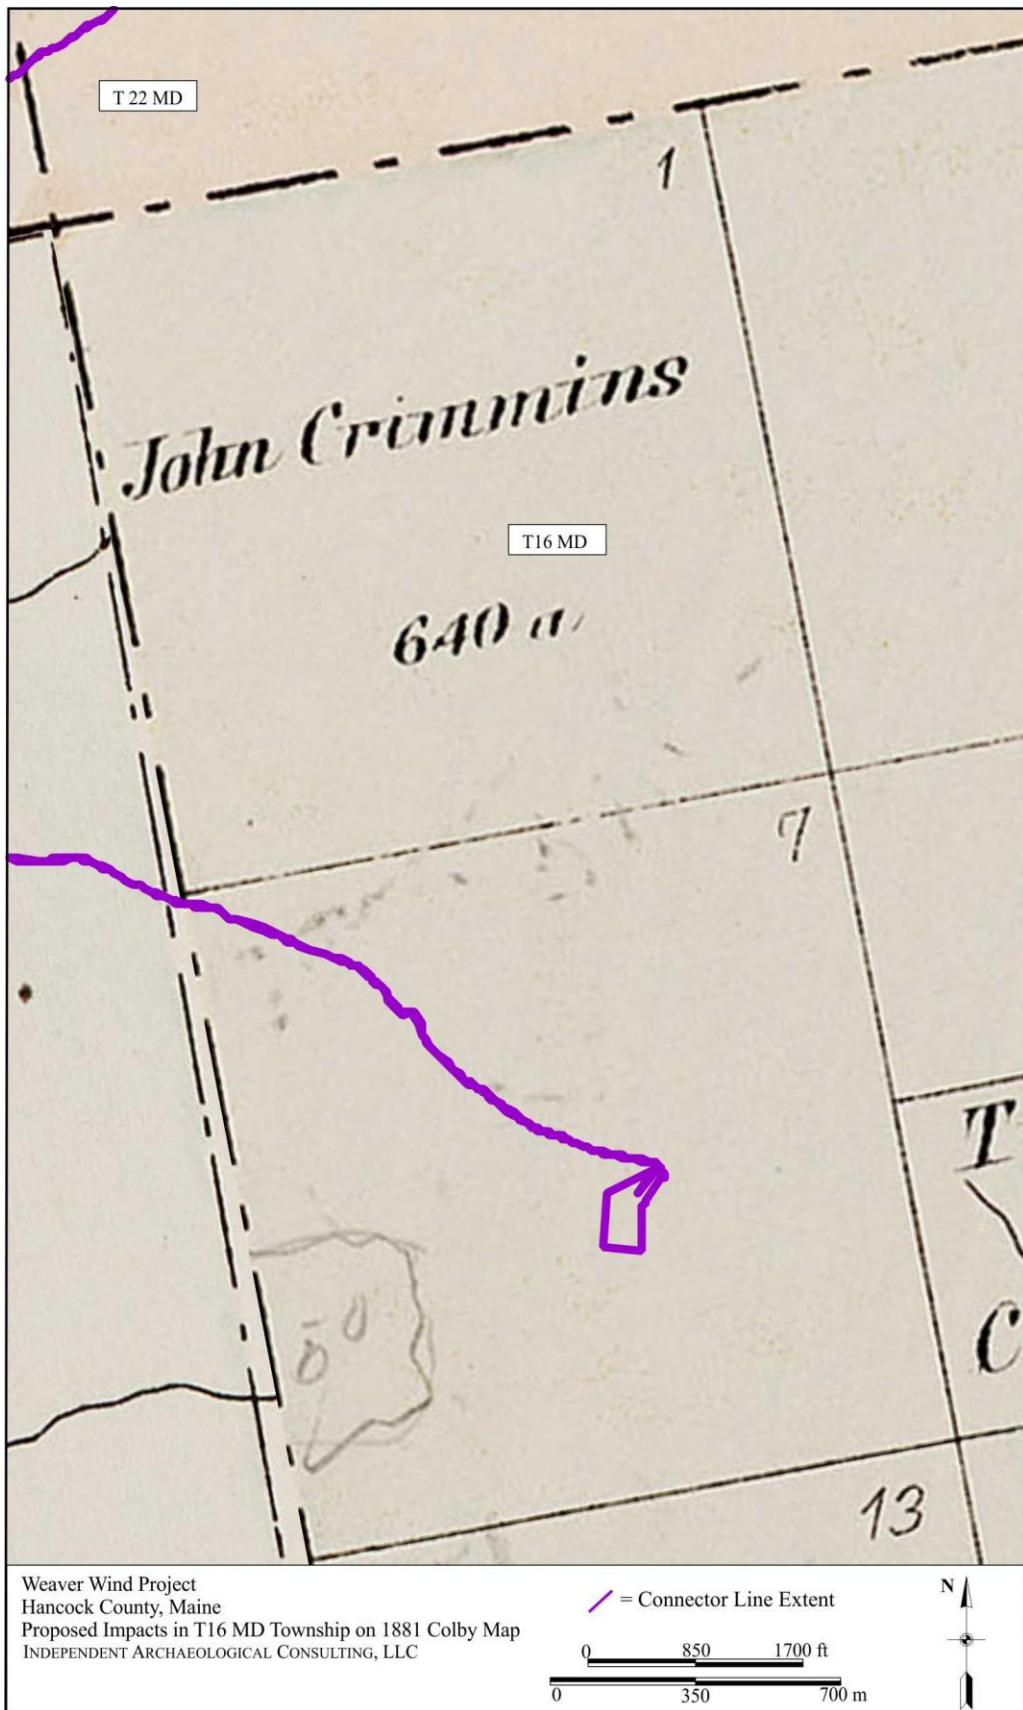 T 22 MD
1
John Crimmins
T16 MD
640 a.
7
T
C
13
Weaver Wind Project
Hancock County, Maine
Proposed Impacts in T16 MD Township on 1881 Colby Map
INDEPENDENT ARCHAEOLOGICAL CONSULTING, LLC
= Connector Line Extent
0 850 1700 ft
0 350 700 m
N